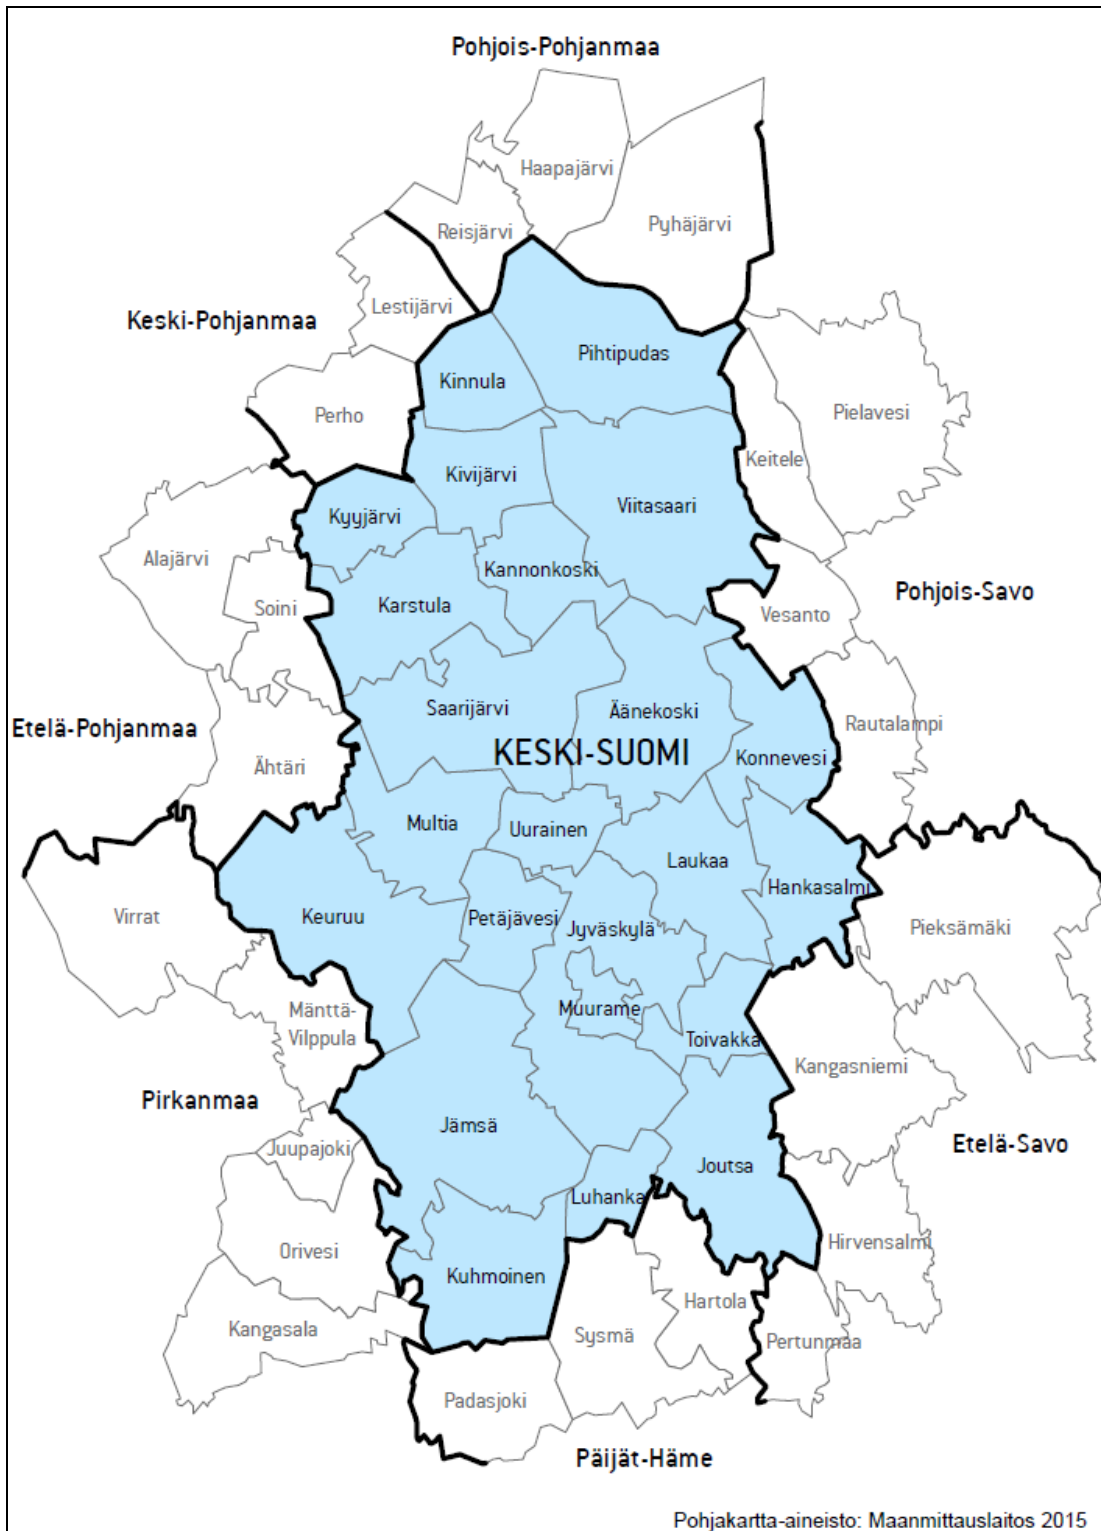 Pohjois-Pohjanmaa
Haapajärvi
Pyhäjärvi
Reisjärvi
Lestijärvi
Keski-Pohjanmaa
Pihtipudas
Kinnula
Perho
Pielavesi
Keitele
Kivijärvi
Viitasaari
Kyyjärvi
Alajärvi
Kannonkoski
Pohjois-Savo
Soini
Karstula
Vesanto
Saarijärvi
Äänekoski
Rautalampi
Etelä-Pohjanmaa
KESKI-SUOMI
Konnevesi
Ähtäri
Multia
Uurainen
Laukaa
Hankasalmi
Virrat
Keuruu
Petäjävesi
Jyväskylä
Pieksämäki
Mänttä-
Vilppula
Muurame
Toivakka
Kangasniemi
Pirkanmaa
Jämsä
Juupajoki
Etelä-Savo
Joutsa
Luhanka
Orivesi
Hirvensalmi
Kuhmoinen
Hartola
Kangasala
Sysmä
Pertunmaa
Padasjoki
Päijät-Häme
Pohjakartta-aineisto: Maanmittauslaitos 2015